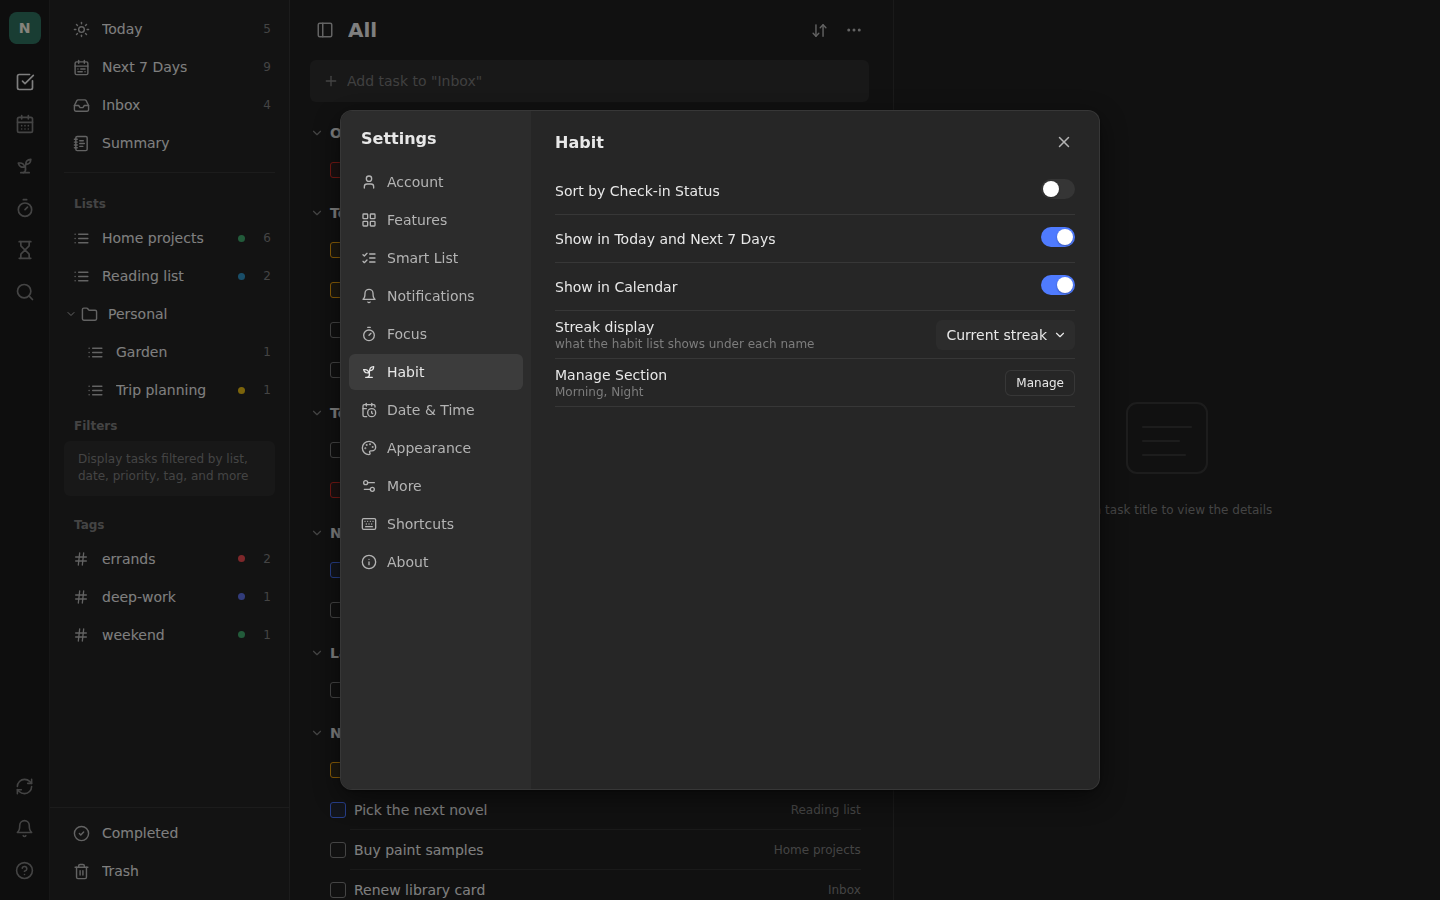 N
Today 5
Next 7 Days 9
Inbox 4
Summary
Lists
Home projects 6
Reading list 2
Personal
Garden 1
Trip planning 1
Filters
Display tasks filtered by list,
date, priority, tag, and more
Tags
errands 2
deep-work 1
weekend 1
Completed
Trash
All
Add task to "Inbox"
Settings
Account
Features
Smart List
Notifications
Focus
Habit
Date & Time
Appearance
More
Shortcuts
About
Habit
Sort by Check-in Status
Show in Today and Next 7 Days
Show in Calendar
Streak display
what the habit list shows under each name
Current streak
Manage Section
Morning, Night
Manage
task title to view the details
Pick the next novel Reading list
Buy paint samples Home projects
Renew library card Inbox